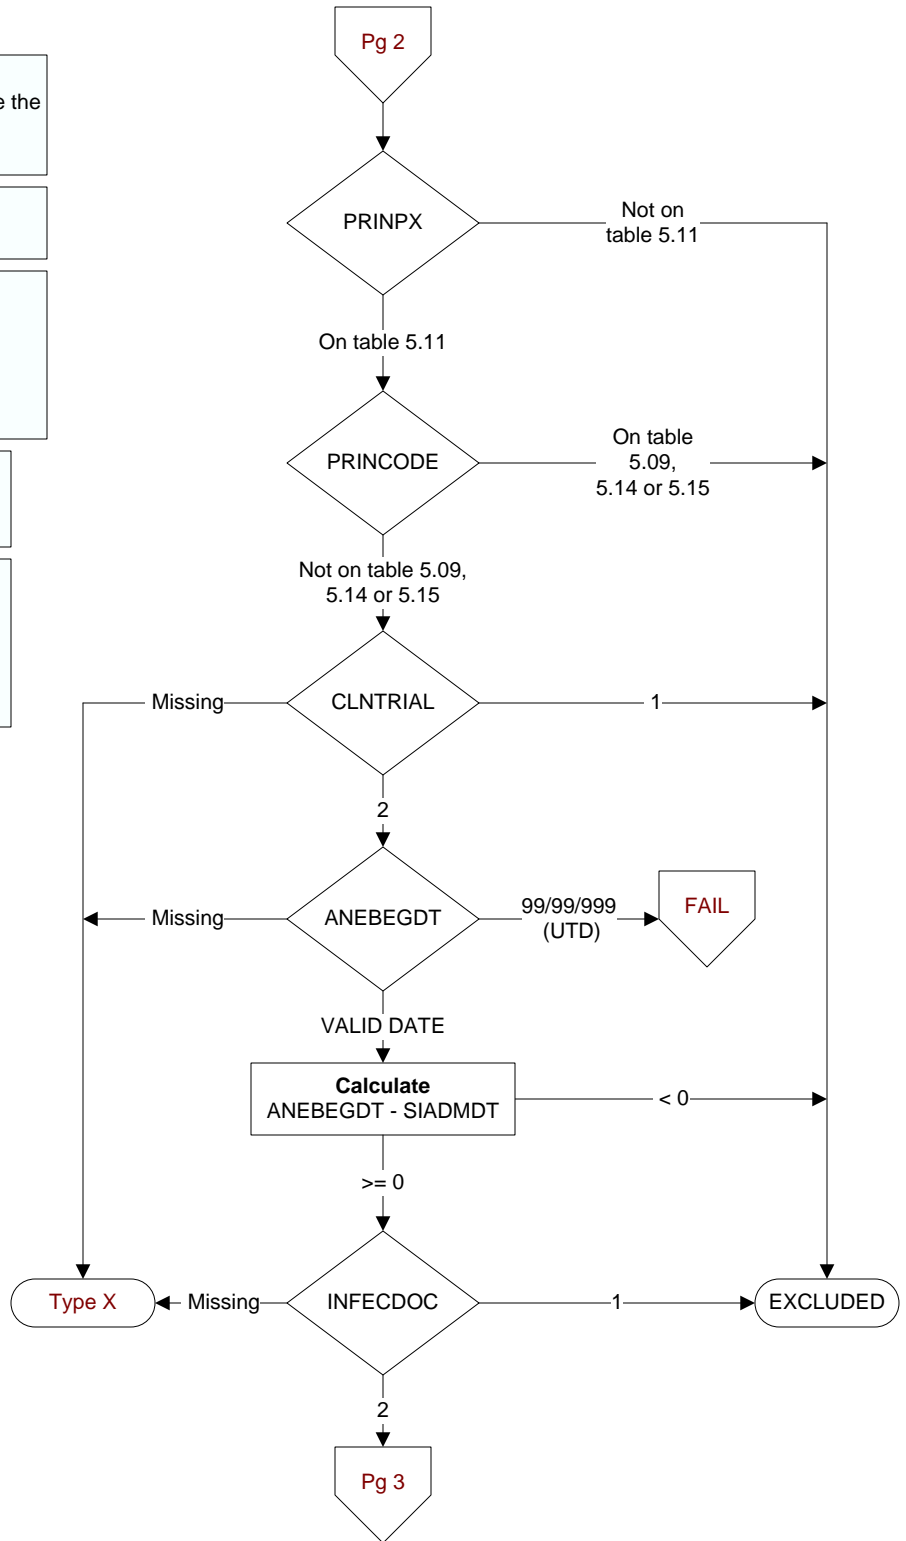 Pg 2
e the
PRINPX
Not on
table 5.11
On table 5.11
PRINCODE
On table
5.09,
5.14 or 5.15
Not on table 5.09,
5.14 or 5.15
Missing
CLNTRIAL
1
2
Missing
ANEBEGDT
99/99/999
(UTD)
FAIL
VALID DATE
Calculate
ANEBEGDT - SIADMDT
< 0
>= 0
Type X
Missing
INFECDOC
1
EXCLUDED
2
Pg 3